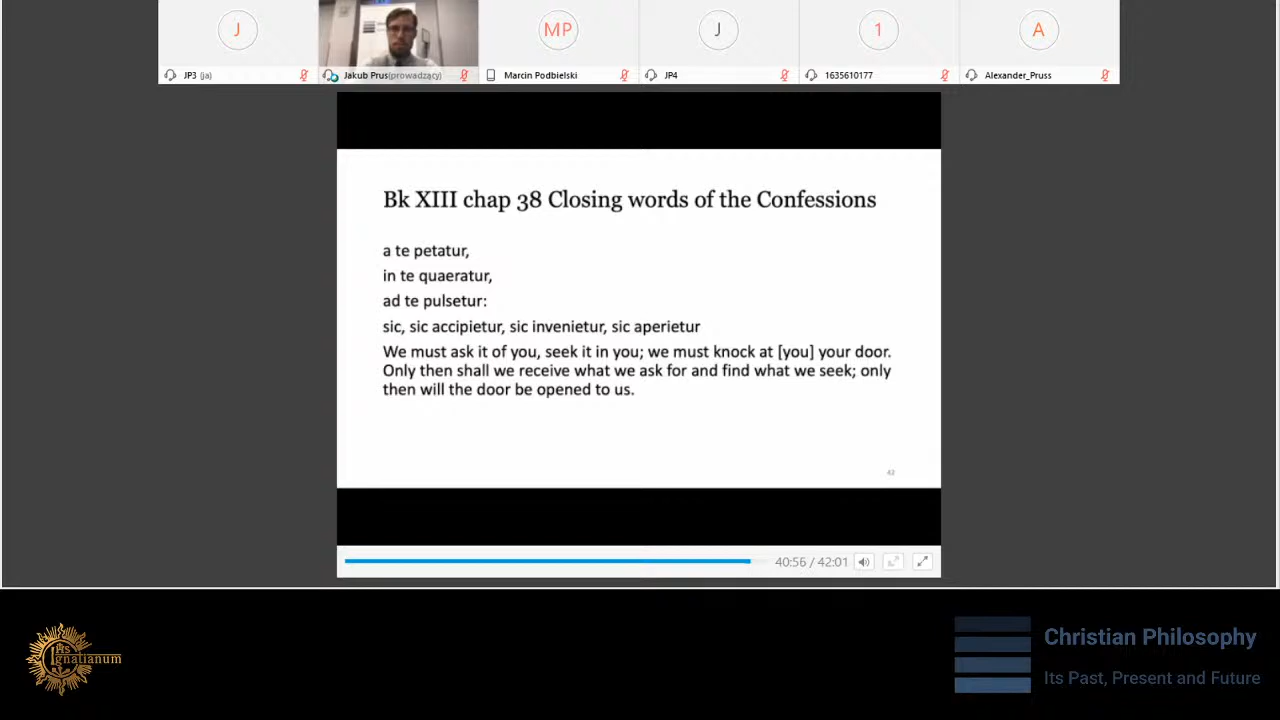 J
MP
J
1
A
JP3 (ja)
Jakub Prus(prowadzący)
Marcin Podbielski
JP4
1635610177
Alexander_Pruss
Bk XIII chap 38 Closing words of the Confessions
a te petatur,
in te quaeratur,
ad te pulsetur:
sic, sic accipietur, sic invenietur, sic aperietur
We must ask it of you, seek it in you; we must knock at [you] your door.
Only then shall we receive what we ask for and find what we seek; only
then will the door be opened to us.
42
40:56 / 42:01
Ignatianum
Christian Philosophy
Its Past, Present and Future